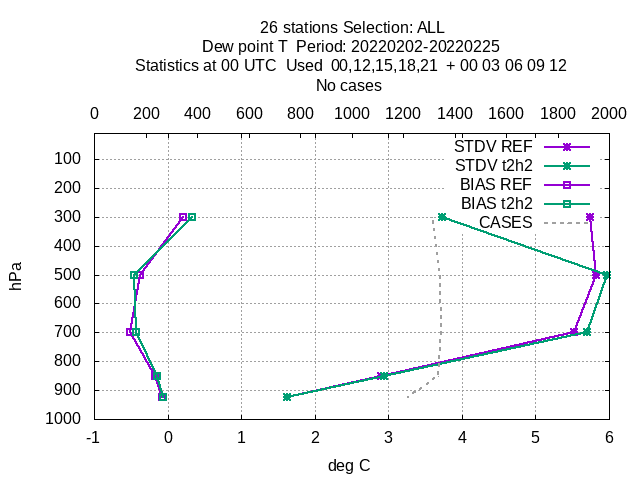 26 stations Selection: ALL
Dew point T  Period: 20220202-20220225
Statistics at 00 UTC  Used  00,12,15,18,21  + 00 03 06 09 12
No cases
0 200 400 600 800 1000 1200 1400 1600 1800 2000
STDV REF
STDV t2h2
BIAS REF
BIAS t2h2
CASES
100
200
300
400
500
600
700
800
900
1000
hPa
-1 0 1 2 3 4 5 6
deg C